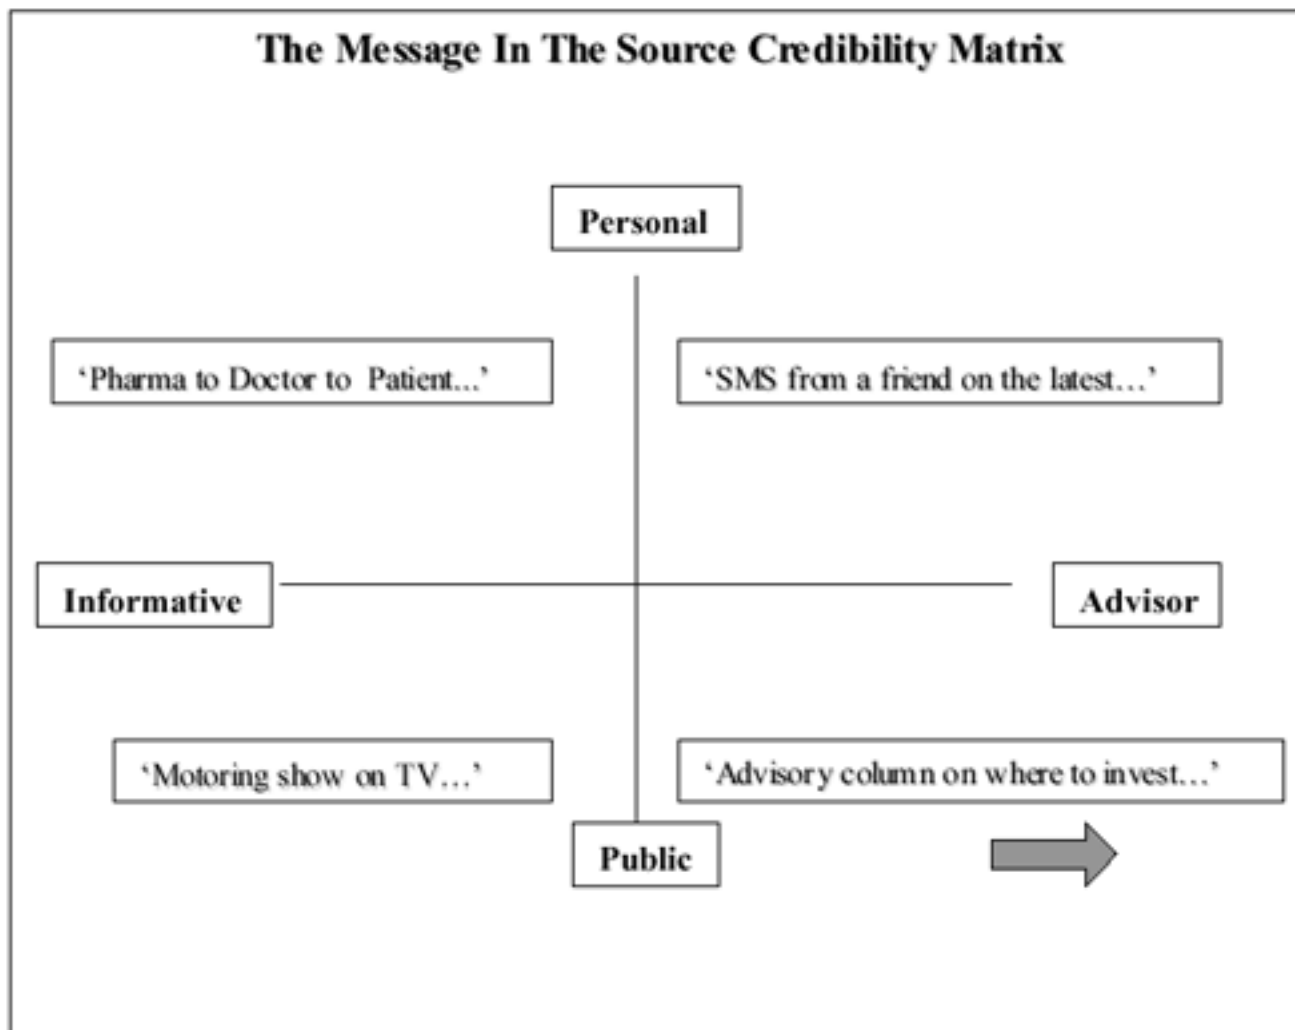 The Message In The Source Credibility Matrix
Personal
‘Pharma to Doctor to Patient...’
‘SMS from a friend on the latest…’
Informative
Advisor
‘Motoring show on TV…’
‘Advisory column on where to invest…’
Public